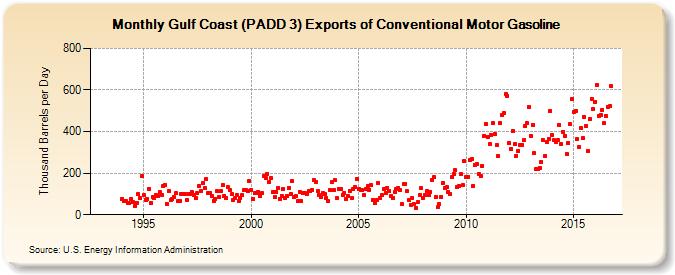 Monthly Gulf Coast (PADD 3) Exports of Conventional Motor Gasoline
Thousand Barrels per Day
800
600
400
200
0
1995 2000 2005 2010 2015
Source: U.S. Energy Information Administration